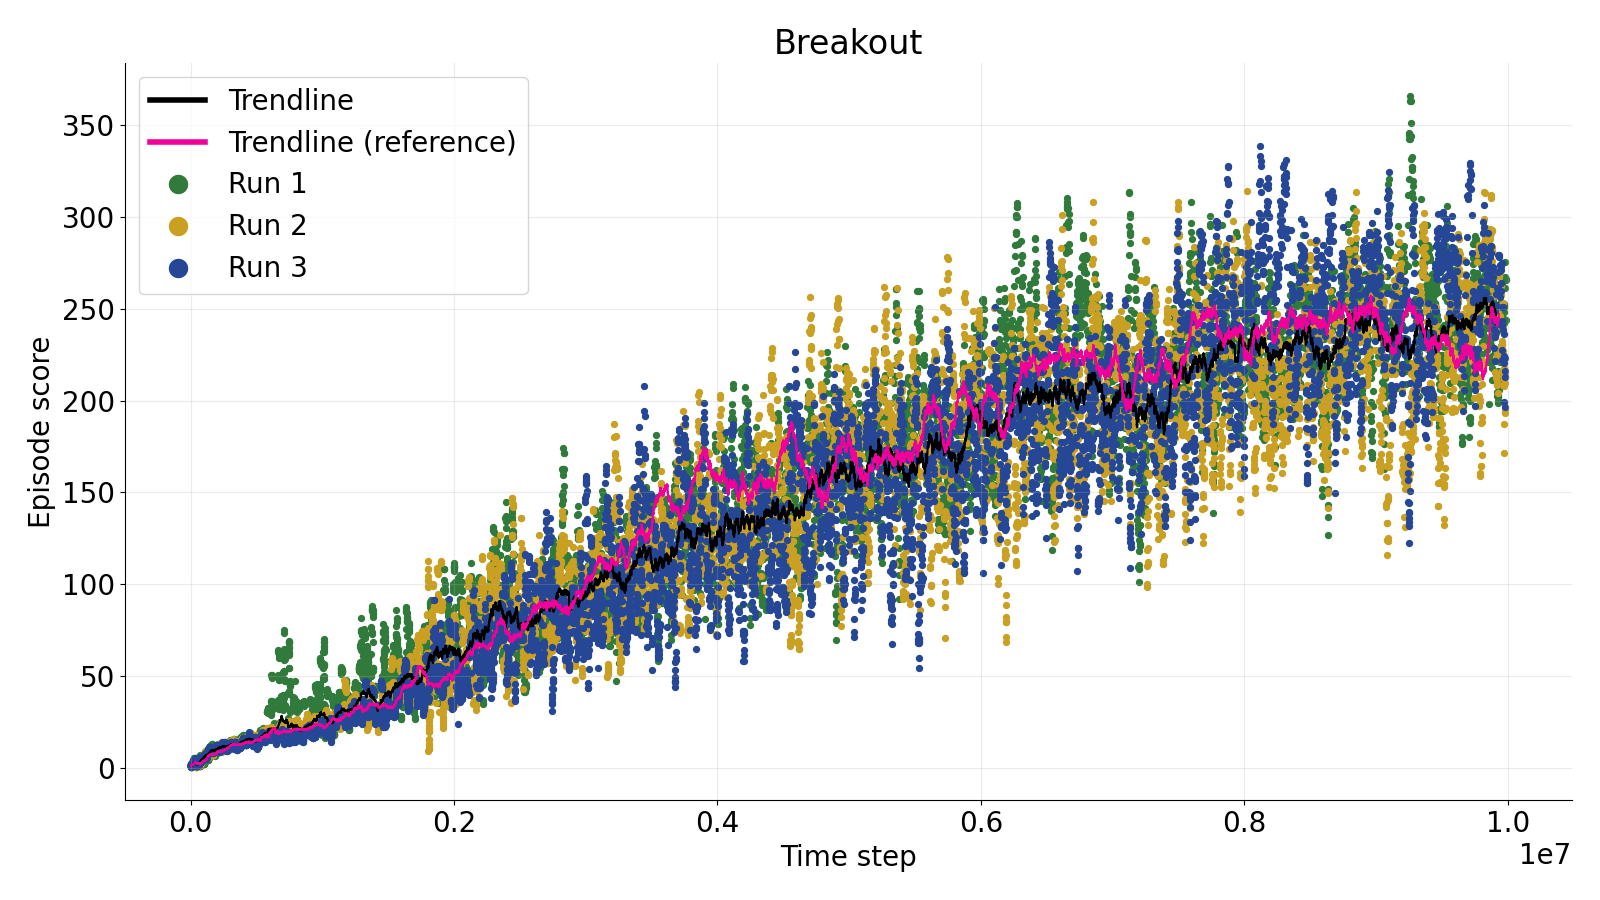 Breakout
Trendline
Trendline (reference)
Run 1
Run 2
Run 3
Episode score
350
300
250
200
150
100
50
0
0.0 0.2 0.4 0.6 0.8 1.0
1e7
Time step